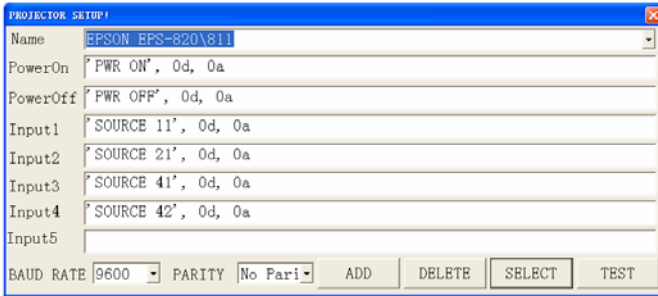 PROJECTOR SETUP!
Name EPSON EPS-820\811
PowerOn 'PWR ON', 0d, 0a
PowerOff 'PWR OFF', 0d, 0a
Input1 'SOURCE 11', 0d, 0a
Input2 'SOURCE 21', 0d, 0a
Input3 'SOURCE 41', 0d, 0a
Input4 'SOURCE 42', 0d, 0a
Input5
BAUD RATE 9600 PARITY No Pari ADD DELETE SELECT TEST